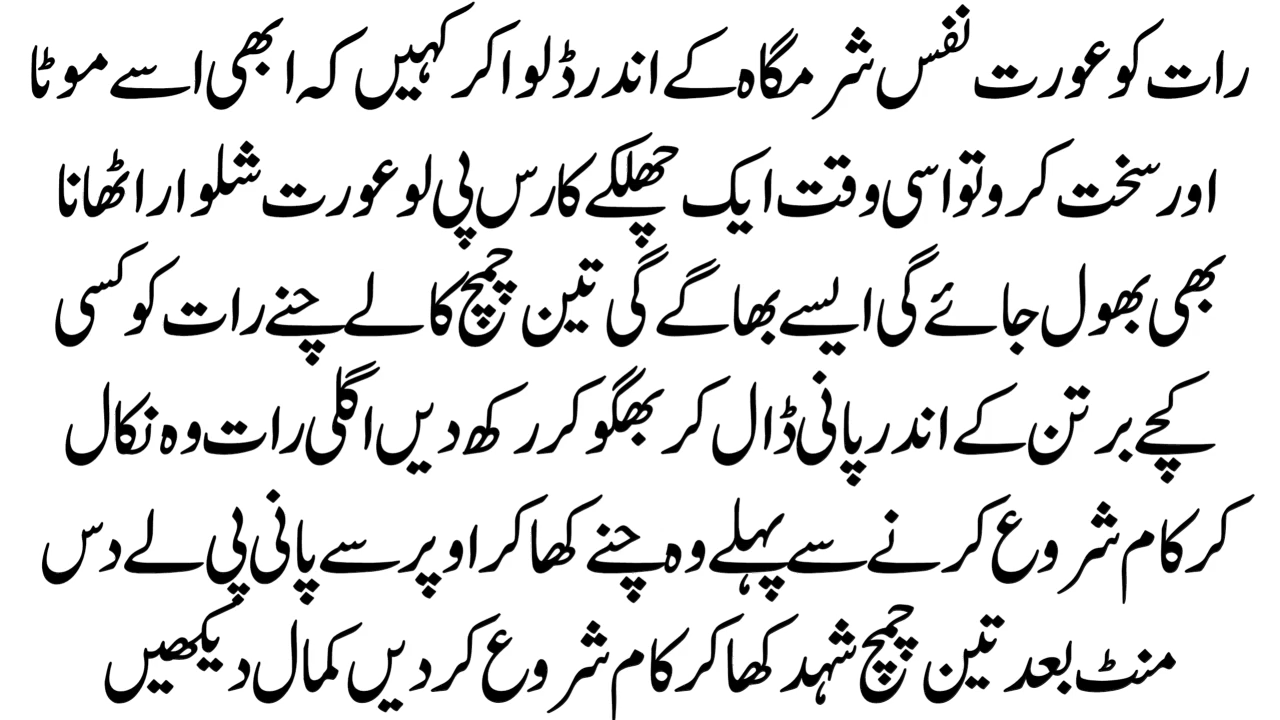 رات کو عورت نفس شرمگاہ کے اندر ڈلوا کر کہیں کہ ابھی اسے موٹا
اور سخت کرو تو اسی وقت ایک چھلکے کا رس پی لو عورت شلوار اٹھانا
بھی بھول جائے گی ایسے بھاگے گی تین چمچ کالے چنے رات کو کسی
کچے برتن کے اندر پانی ڈال کر بھگو کر رکھ دیں اگلی رات وہ نکال
کر کام شروع کرنے سے پہلے وہ چنے کھا کر اوپر سے پانی پی لے دس
منٹ بعد تین چمچ شہد کھا کر کام شروع کر دیں کمال دیکھیں